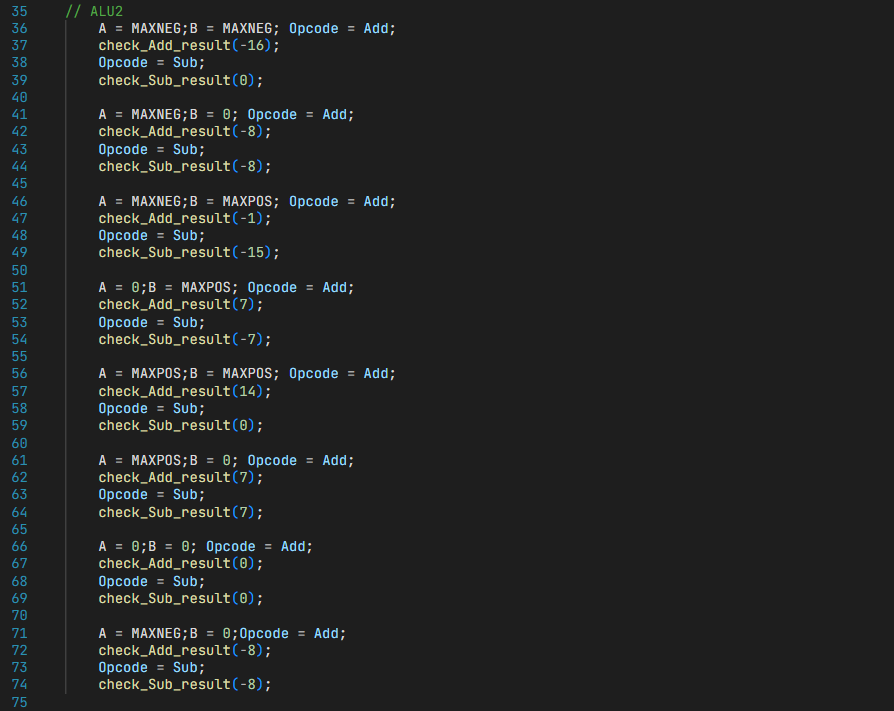 35 // ALU2
36 A = MAXNEG;B = MAXNEG; Opcode = Add;
37 check_Add_result(-16);
38 Opcode = Sub;
39 check_Sub_result(0);
40
41 A = MAXNEG;B = 0; Opcode = Add;
42 check_Add_result(-8);
43 Opcode = Sub;
44 check_Sub_result(-8);
45
46 A = MAXNEG;B = MAXPOS; Opcode = Add;
47 check_Add_result(-1);
48 Opcode = Sub;
49 check_Sub_result(-15);
50
51 A = 0;B = MAXPOS; Opcode = Add;
52 check_Add_result(7);
53 Opcode = Sub;
54 check_Sub_result(-7);
55
56 A = MAXPOS;B = MAXPOS; Opcode = Add;
57 check_Add_result(14);
58 Opcode = Sub;
59 check_Sub_result(0);
60
61 A = MAXPOS;B = 0; Opcode = Add;
62 check_Add_result(7);
63 Opcode = Sub;
64 check_Sub_result(7);
65
66 A = 0;B = 0; Opcode = Add;
67 check_Add_result(0);
68 Opcode = Sub;
69 check_Sub_result(0);
70
71 A = MAXNEG;B = 0;Opcode = Add;
72 check_Add_result(-8);
73 Opcode = Sub;
74 check_Sub_result(-8);
75